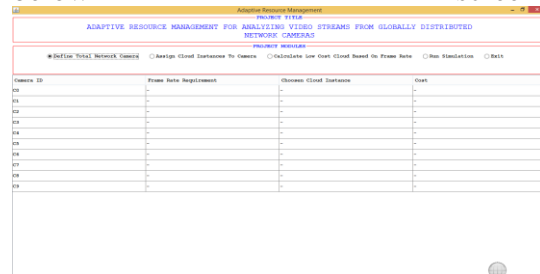 Adaptive Resource Management
PROJECT TITLE
ADAPTIVE RESOURCE MANAGEMENT FOR ANALYZING VIDEO STREAMS FROM GLOBALLY DISTRIBUTED
NETWORK CAMERAS
PROJECT MODULES
Define Total Network Camera Assign Cloud Instances To Camera Calculate Low Cost Cloud Based On Frame Rate Run Simulation Exit
Camera ID Frame Rate Requirement Choosen Cloud Instance Cost
C0 - - -
C1 - - -
C2 - - -
C3 - - -
C4 - - -
C5 - - -
C6 - - -
C7 - - -
C8 - - -
C9 - - -